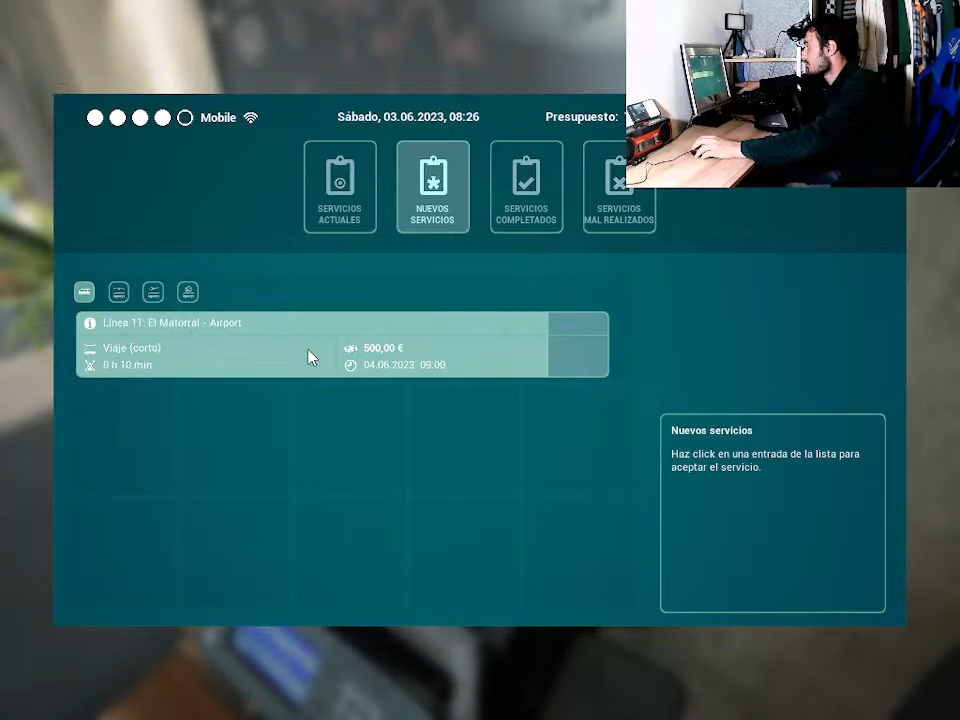 Mobile
Sábado, 03.06.2023, 08:26
Presupuesto:
SERVICIOS
ACTUALES
NUEVOS
SERVICIOS
SERVICIOS
COMPLETADOS
SERVICIOS
MAL REALIZADOS
Línea 11: El Matorral - Airport
Viaje (corto)
500,00 €
0 h 10 min
04.06.2023 09:00
Nuevos servicios
Haz click en una entrada de la lista para
aceptar el servicio.